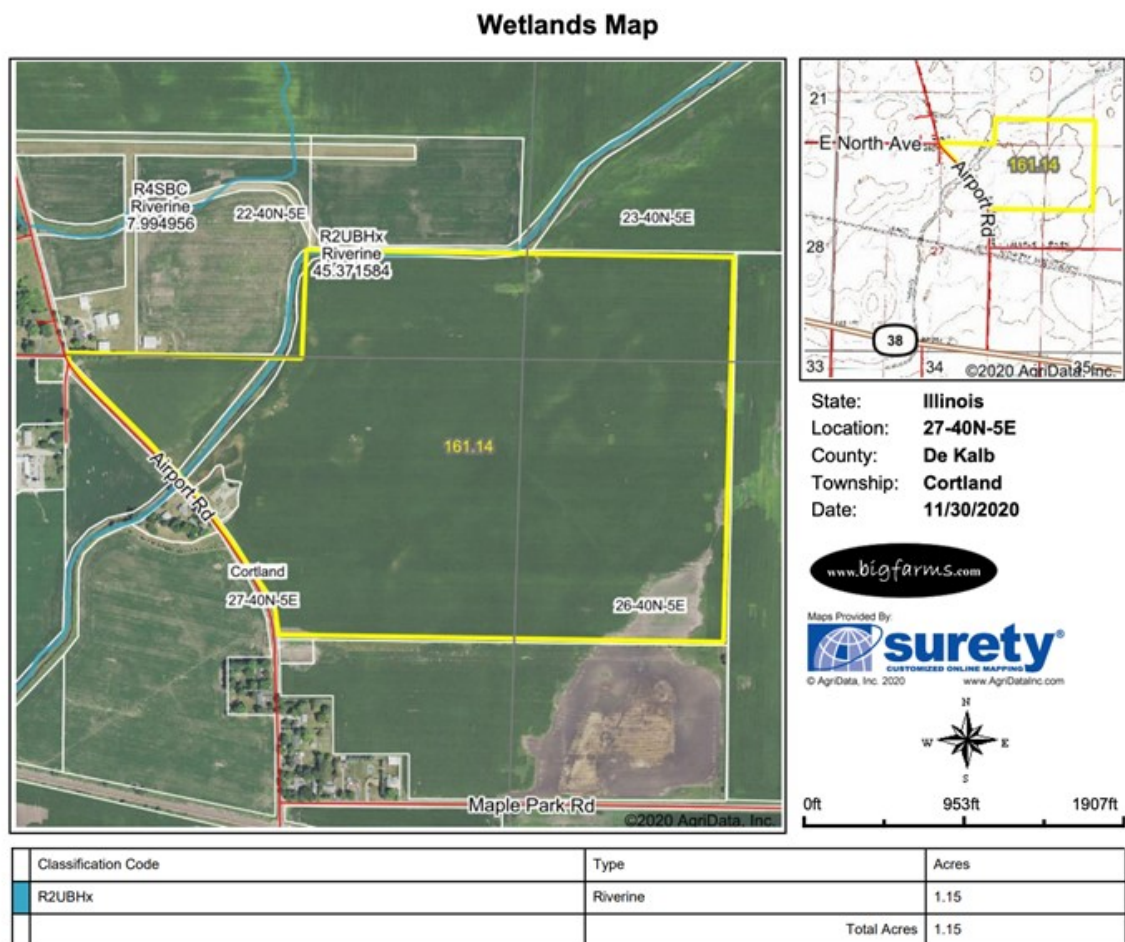 Wetlands Map
R4SBC
Riverine
7.994956
22-40N-5E
23-40N-5E
R2UBHx
Riverine
45.371584
161.14
Airport Rd
Cortland
27-40N-5E
26-40N-5E
Maple Park Rd
©2020 AgriData, Inc.
21
E North Ave
161.14
Airport Rd
28
27
38
33
34
35
©2020 AgriData, Inc.
State: Illinois
Location: 27-40N-5E
County: De Kalb
Township: Cortland
Date: 11/30/2020
www.bigfarms.com
Maps Provided By:
surety®
CUSTOMIZED ONLINE MAPPING
© AgriData, Inc. 2020 www.AgriDataInc.com
N
W E
S
0ft 953ft 1907ft
Classification Code Type Acres
R2UBHx Riverine 1.15
Total Acres 1.15